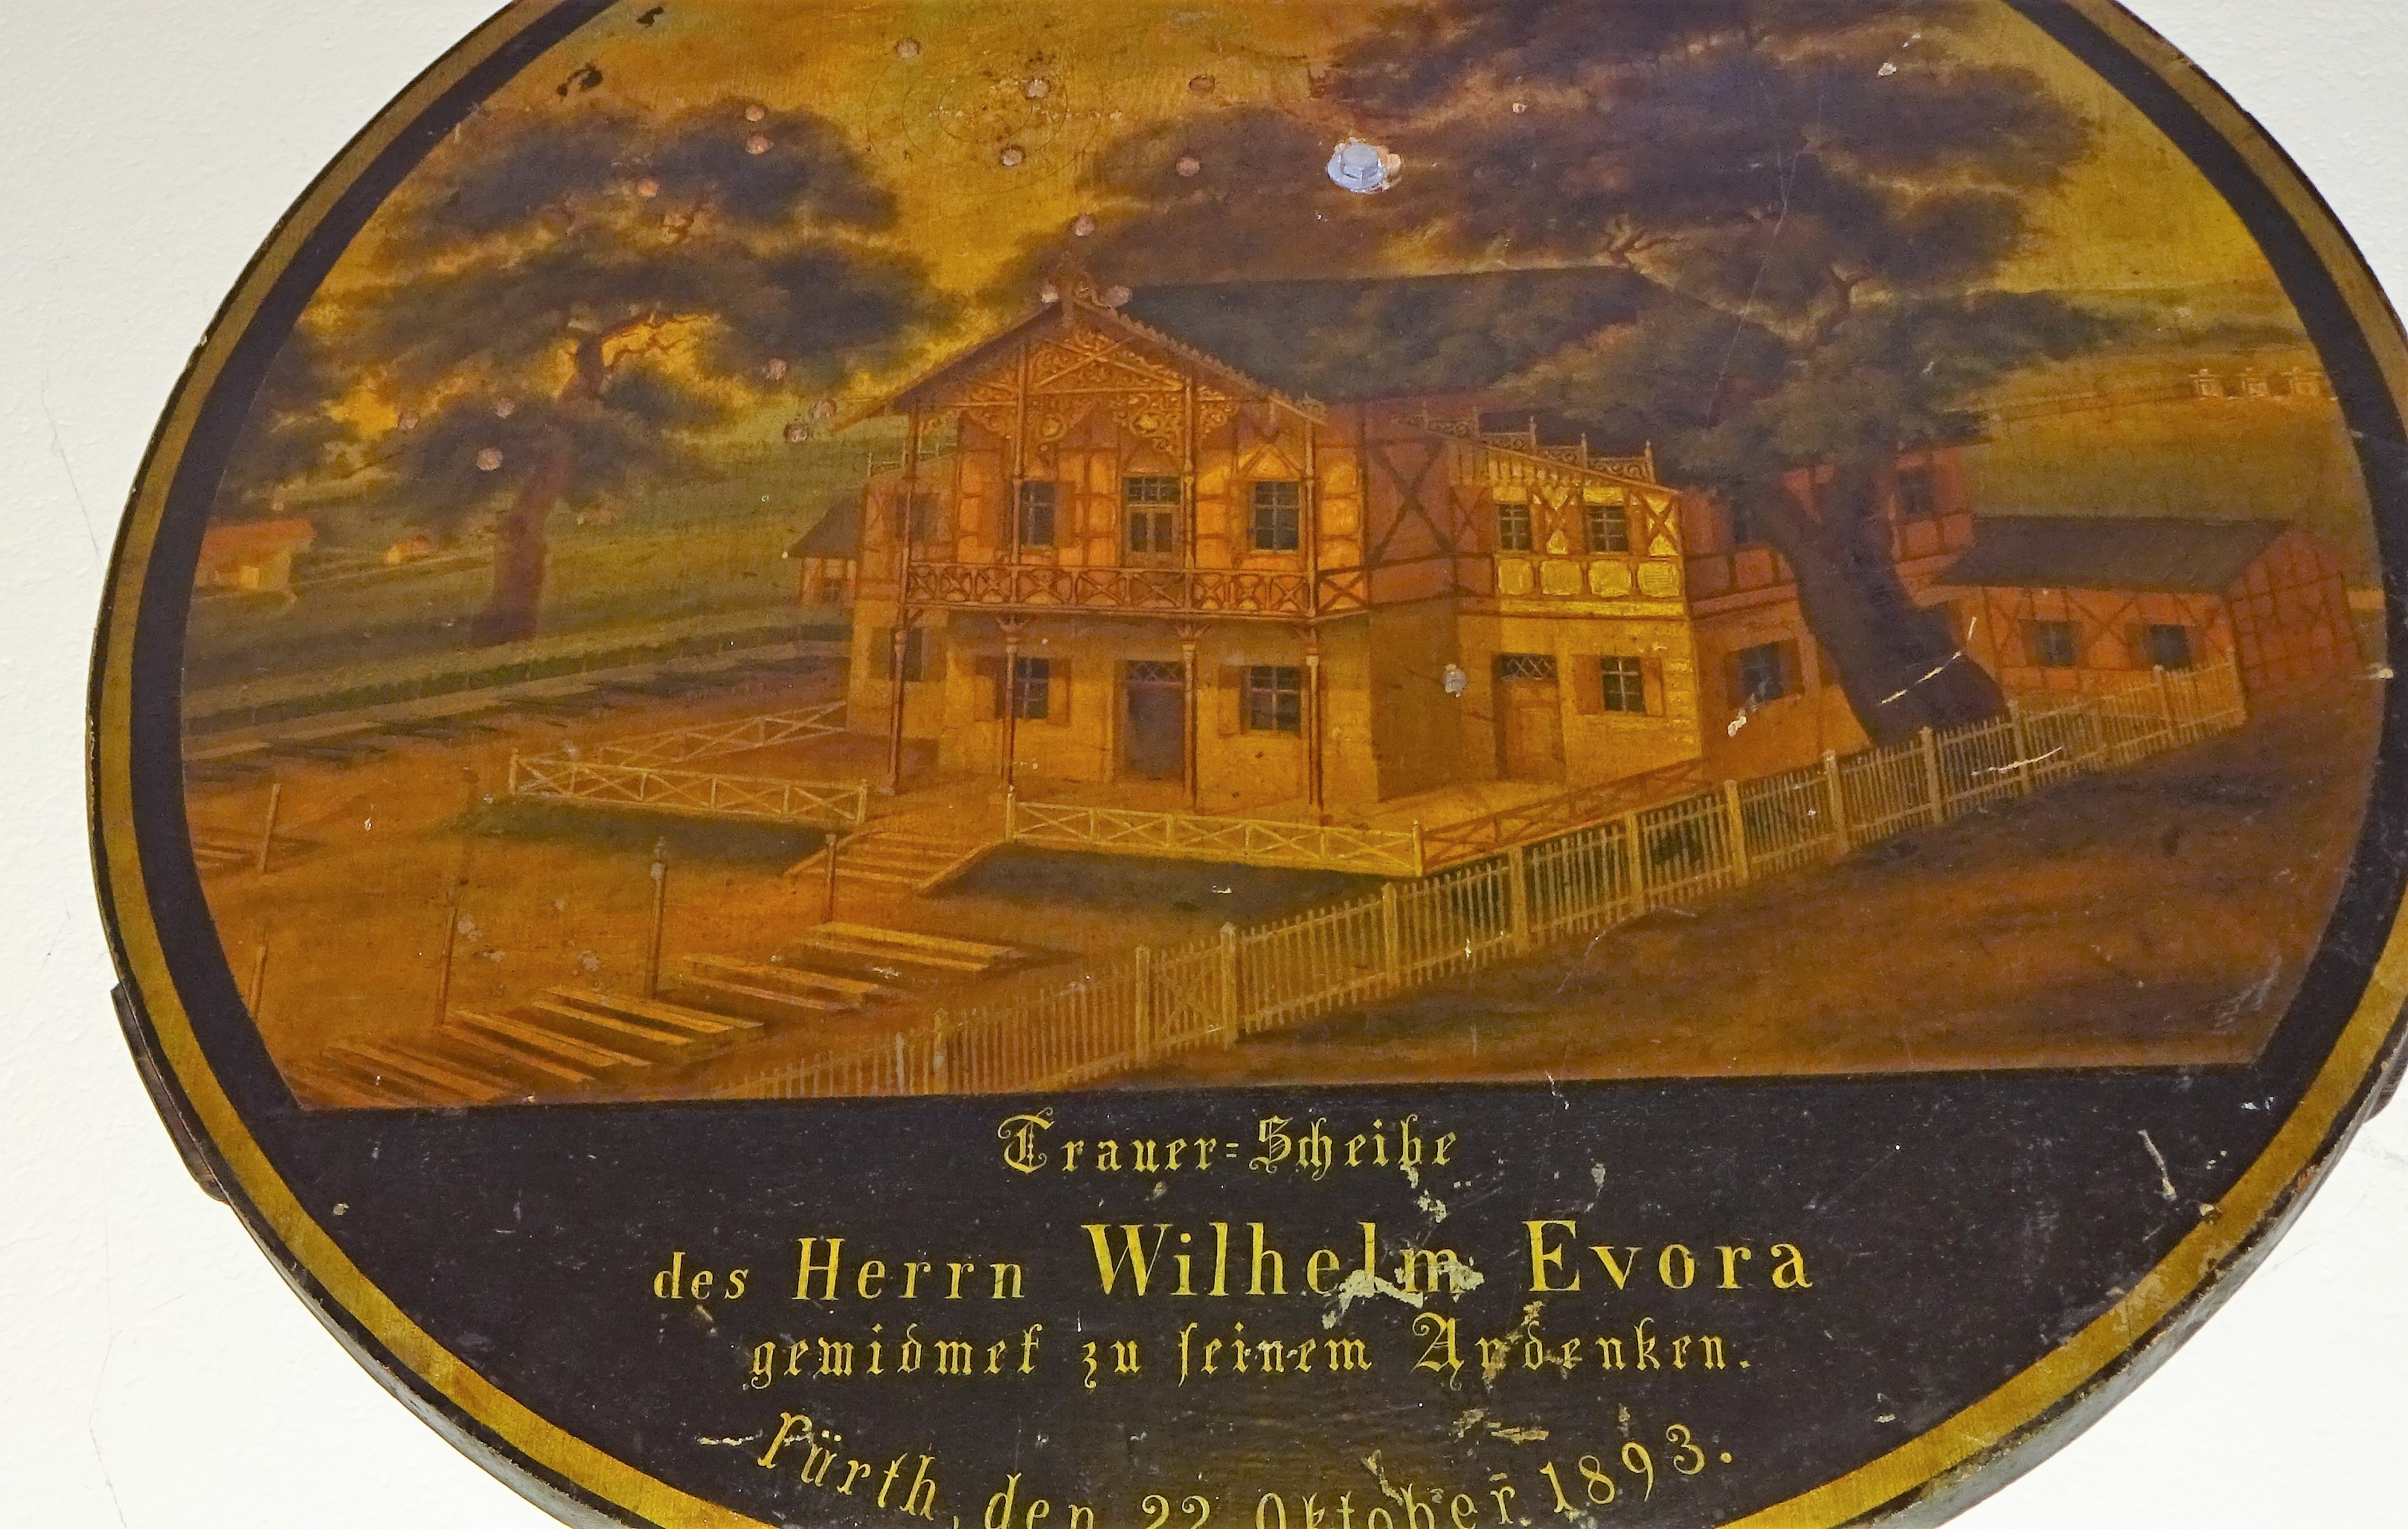 Trauer=Scheibe
des Herrn Wilhelm Evora
gewidmet zu seinem Andenken.
Fürth, den 22 Oktober 1893.